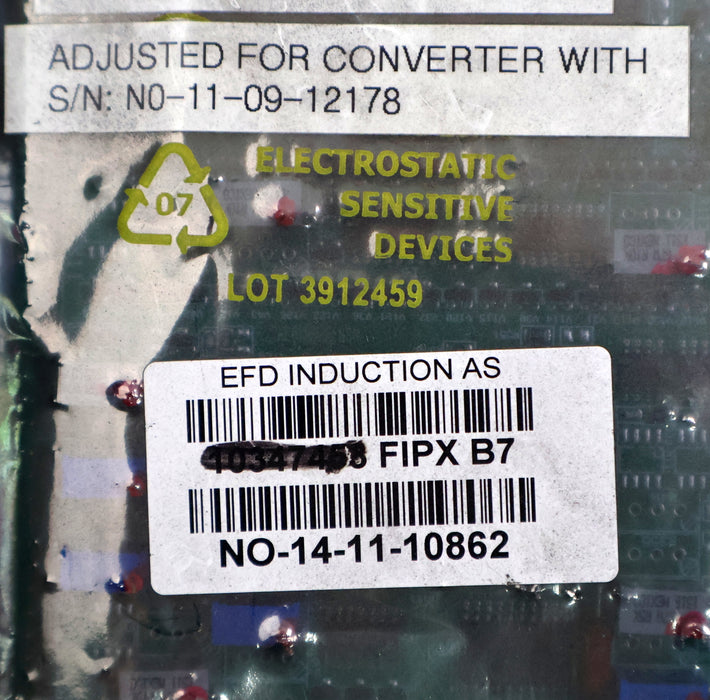 ADJUSTED FOR CONVERTER WITH
S/N: N0-11-09-12178
ELECTROSTATIC
07
SENSITIVE
DEVICES
LOT 3912459
EFD INDUCTION AS
FIPX B7
NO-14-11-10862